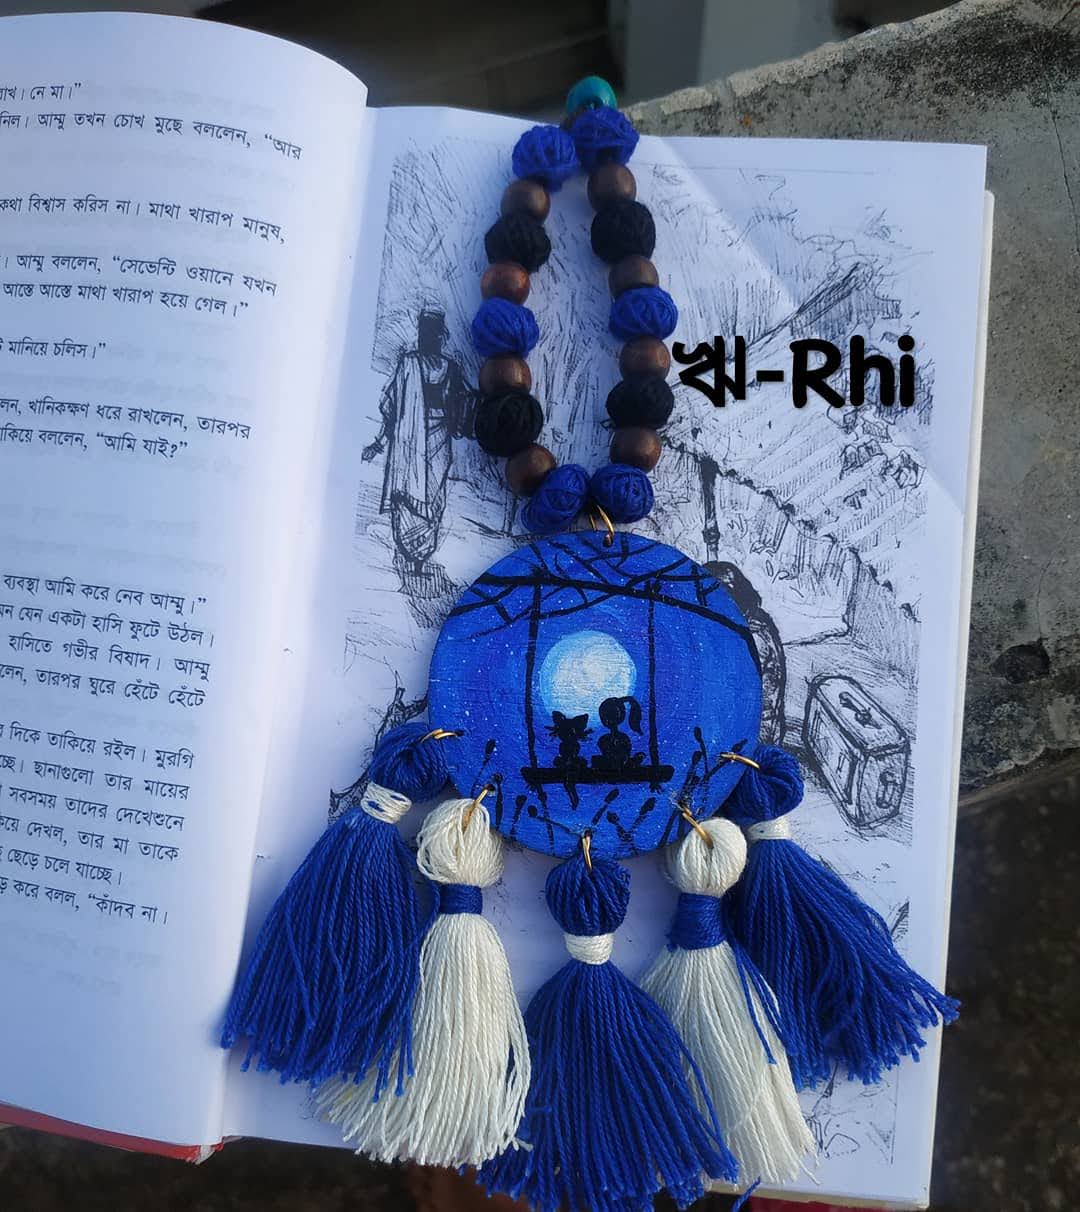 নে মা।”
নিল। আম্মু তখন চোখ মুছে বললেন, “আর
কথা বিশ্বাস করিস না। মাথা খারাপ মানুষ,
। আম্মু বললেন, “সেভেন্টি ওয়ানে যখন
আস্তে আস্তে মাথা খারাপ হয়ে গেল।”
মানিয়ে চলিস।”
খানিকক্ষণ ধরে রাখলেন, তারপর
বললেন, “আমি যাই?”
ব্যবস্থা আমি করে নেব আম্মু।”
যেন একটা হাসি ফুটে উঠল।
হাসিতে গভীর বিষাদ। আম্মু
তারপর ঘুরে হেঁটে হেঁটে
দিকে তাকিয়ে রইল। মুরগি
ছানাগুলো তার মায়ের
সবসময় তাদের দেখেশুনে
দেখল, তার মা তাকে
ছেড়ে চলে যাচ্ছে।
করে বলল, “কাঁদব না।
ঋ-Rhi